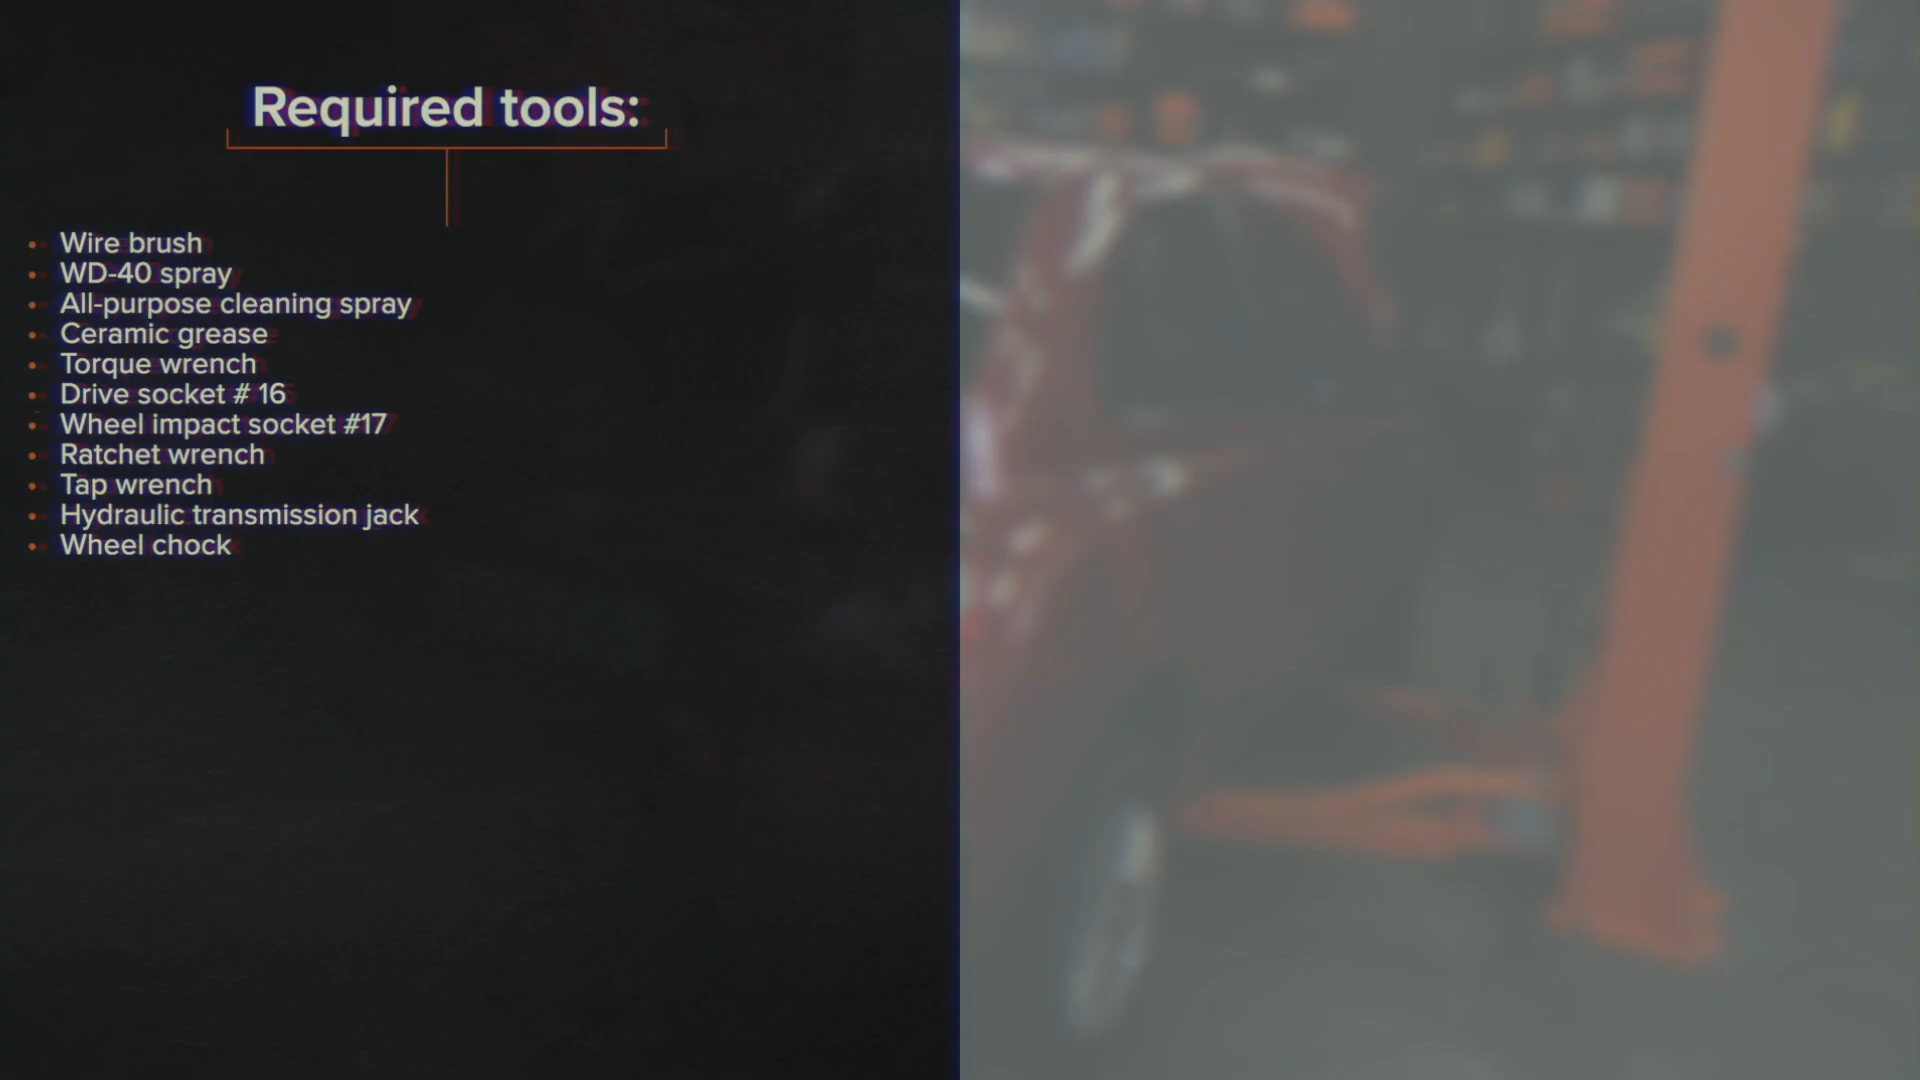 Required tools:
• Wire brush
• WD-40 spray
• All-purpose cleaning spray
• Ceramic grease
• Torque wrench
• Drive socket # 16
• Wheel impact socket #17
• Ratchet wrench
• Tap wrench
• Hydraulic transmission jack
• Wheel chock